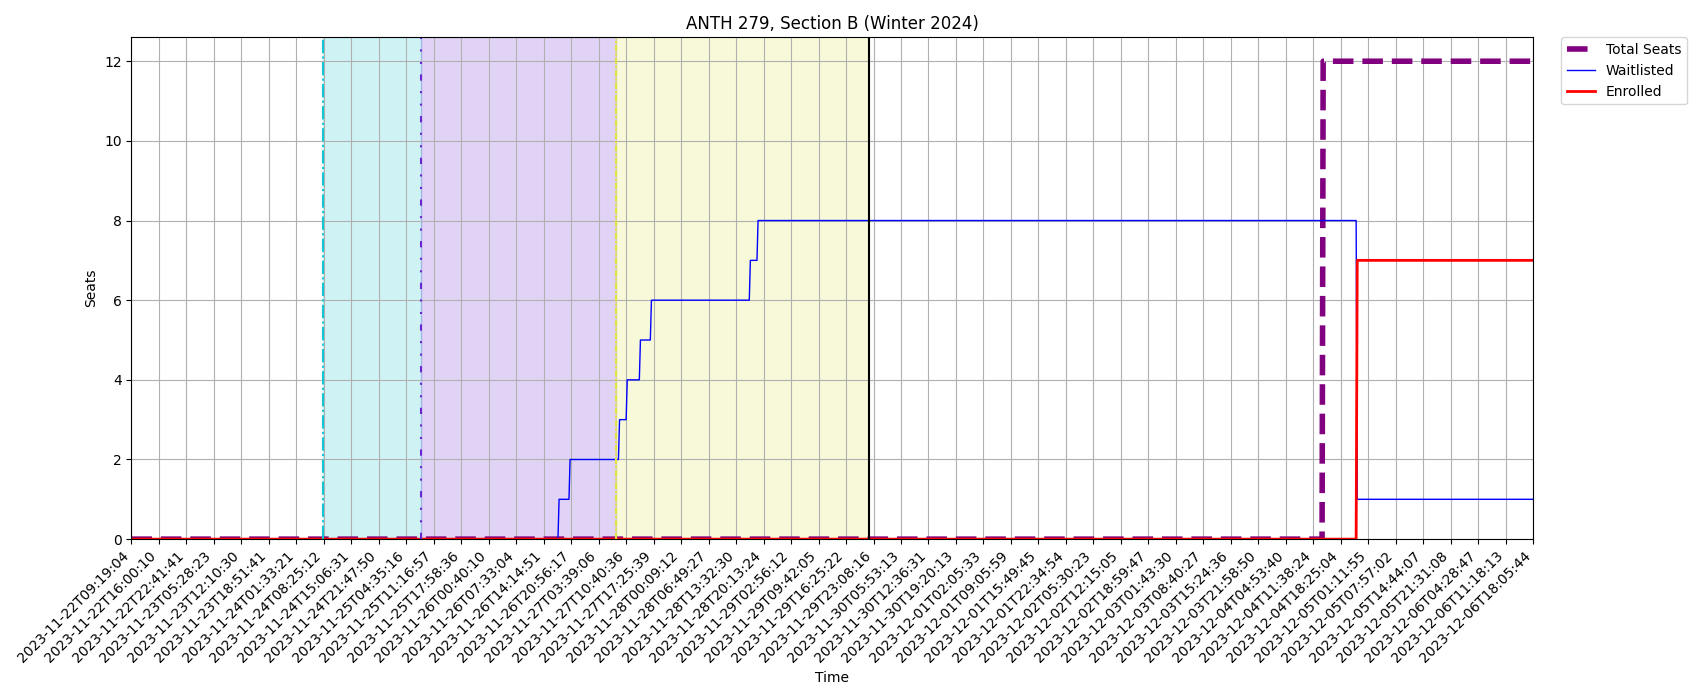 ANTH 279, Section B (Winter 2024)
Total Seats
Waitlisted
Enrolled
12
10
8
6
4
2
0
Seats
2023-11-22T09:19:04
2023-11-22T16:00:10
2023-11-22T22:41:41
2023-11-23T05:28:23
2023-11-23T12:10:30
2023-11-23T18:51:41
2023-11-24T01:33:21
2023-11-24T08:25:12
2023-11-24T15:06:31
2023-11-24T21:47:50
2023-11-25T04:35:16
2023-11-25T11:16:57
2023-11-25T17:58:36
2023-11-26T00:40:10
2023-11-26T07:33:04
2023-11-26T14:14:51
2023-11-26T20:56:17
2023-11-27T03:39:06
2023-11-27T10:40:36
2023-11-27T17:25:39
2023-11-28T00:09:12
2023-11-28T06:49:27
2023-11-28T13:32:30
2023-11-28T20:13:24
2023-11-29T02:56:12
2023-11-29T09:42:05
2023-11-29T16:25:22
2023-11-29T23:08:16
2023-11-30T05:53:13
2023-11-30T12:36:31
2023-11-30T19:20:13
2023-12-01T02:05:33
2023-12-01T09:05:59
2023-12-01T15:49:45
2023-12-01T22:34:54
2023-12-02T05:30:23
2023-12-02T12:15:05
2023-12-02T18:59:47
2023-12-03T01:43:30
2023-12-03T08:40:27
2023-12-03T15:24:36
2023-12-03T21:58:50
2023-12-04T04:53:40
2023-12-04T11:38:24
2023-12-04T18:25:04
2023-12-05T01:11:55
2023-12-05T07:57:02
2023-12-05T14:44:07
2023-12-05T21:31:08
2023-12-06T04:28:47
2023-12-06T11:18:13
2023-12-06T18:05:44
Time